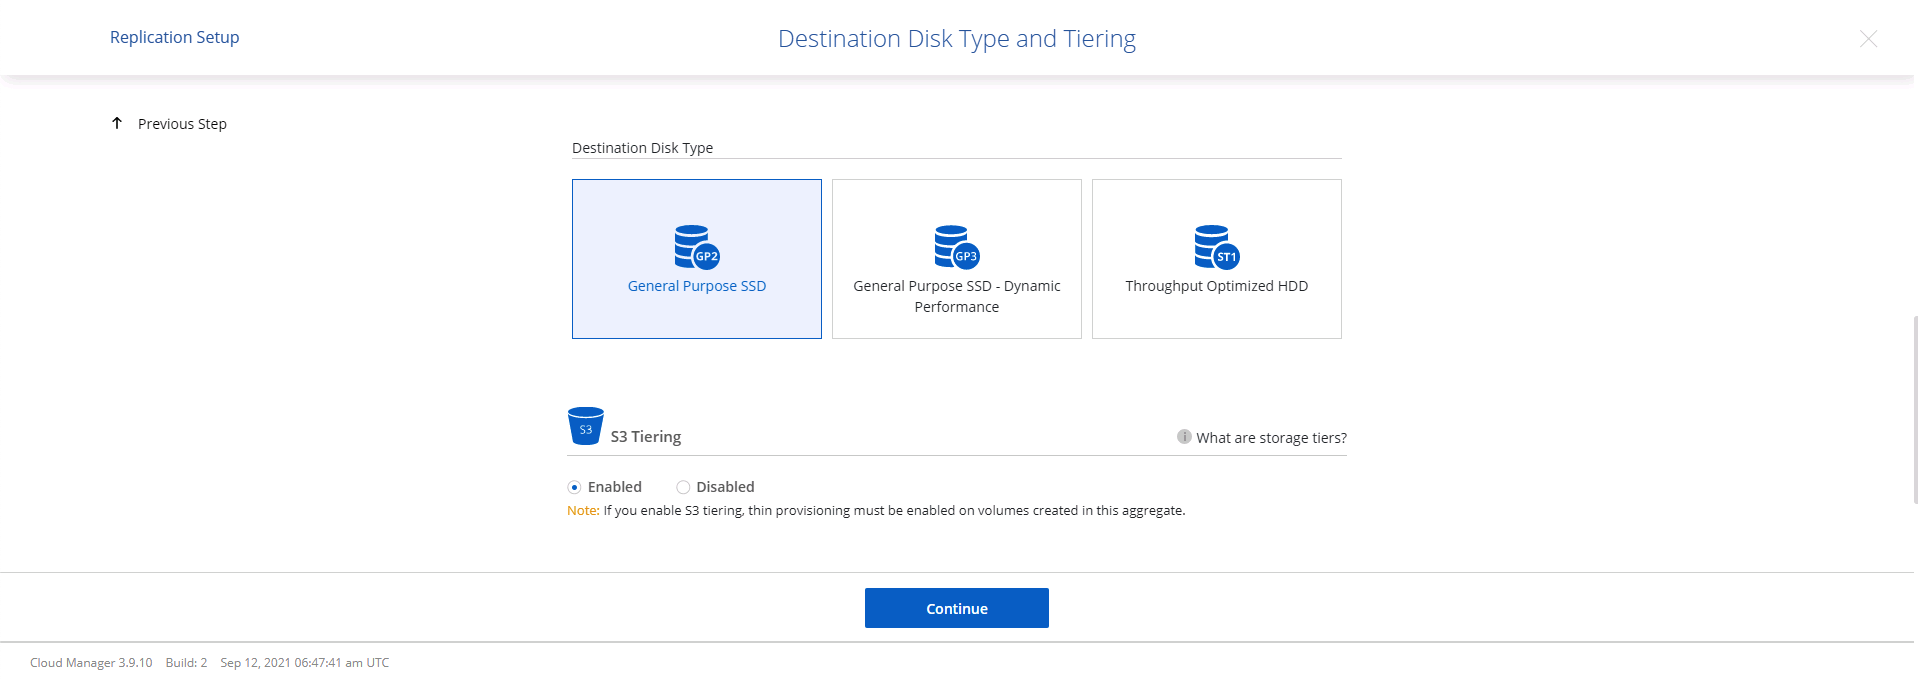 Replication Setup
Destination Disk Type and Tiering
Previous Step
Destination Disk Type
GP2
General Purpose SSD
GP3
General Purpose SSD - Dynamic
Performance
ST1
Throughput Optimized HDD
S3
S3 Tiering
What are storage tiers?
Enabled
Disabled
Note: If you enable S3 tiering, thin provisioning must be enabled on volumes created in this aggregate.
Continue
Cloud Manager 3.9.10 Build: 2 Sep 12, 2021 06:47:41 am UTC